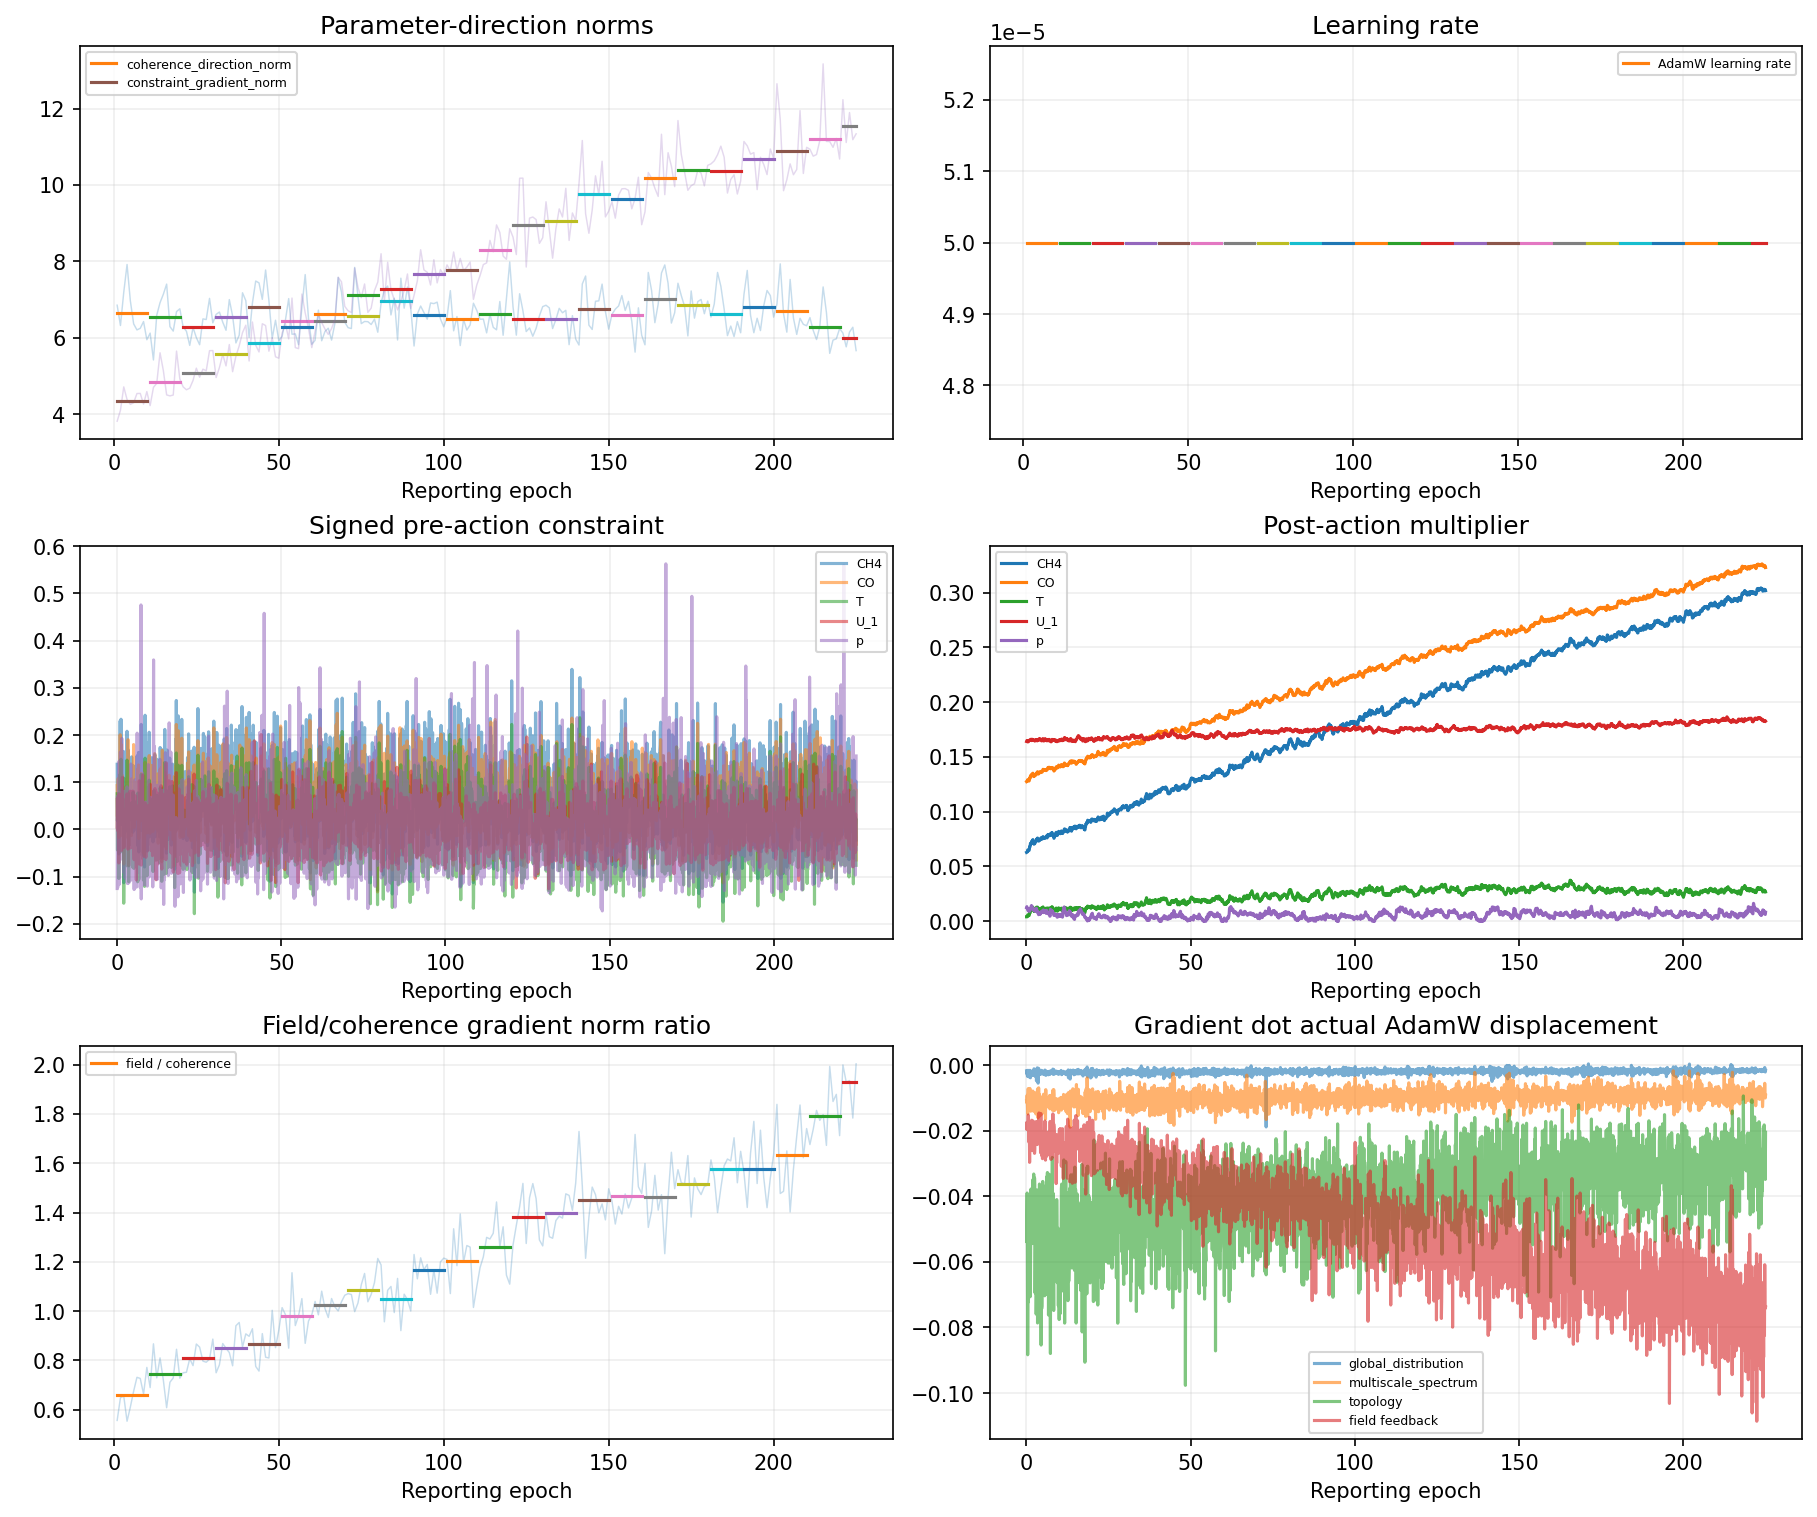 Parameter-direction norms
coherence_direction_norm
constraint_gradient_norm
12
10
8
6
4
0 50 100 150 200
Reporting epoch
Learning rate
1e−5
AdamW learning rate
5.2
5.1
5.0
4.9
4.8
0 50 100 150 200
Reporting epoch
Signed pre-action constraint
CH4
CO
T
U_1
p
0.6
0.5
0.4
0.3
0.2
0.1
0.0
−0.1
−0.2
0 50 100 150 200
Reporting epoch
Post-action multiplier
CH4
CO
T
U_1
p
0.30
0.25
0.20
0.15
0.10
0.05
0.00
0 50 100 150 200
Reporting epoch
Field/coherence gradient norm ratio
field / coherence
2.0
1.8
1.6
1.4
1.2
1.0
0.8
0.6
0 50 100 150 200
Reporting epoch
Gradient dot actual AdamW displacement
0.00
−0.02
−0.04
−0.06
−0.08
−0.10
global_distribution
multiscale_spectrum
topology
field feedback
0 50 100 150 200
Reporting epoch